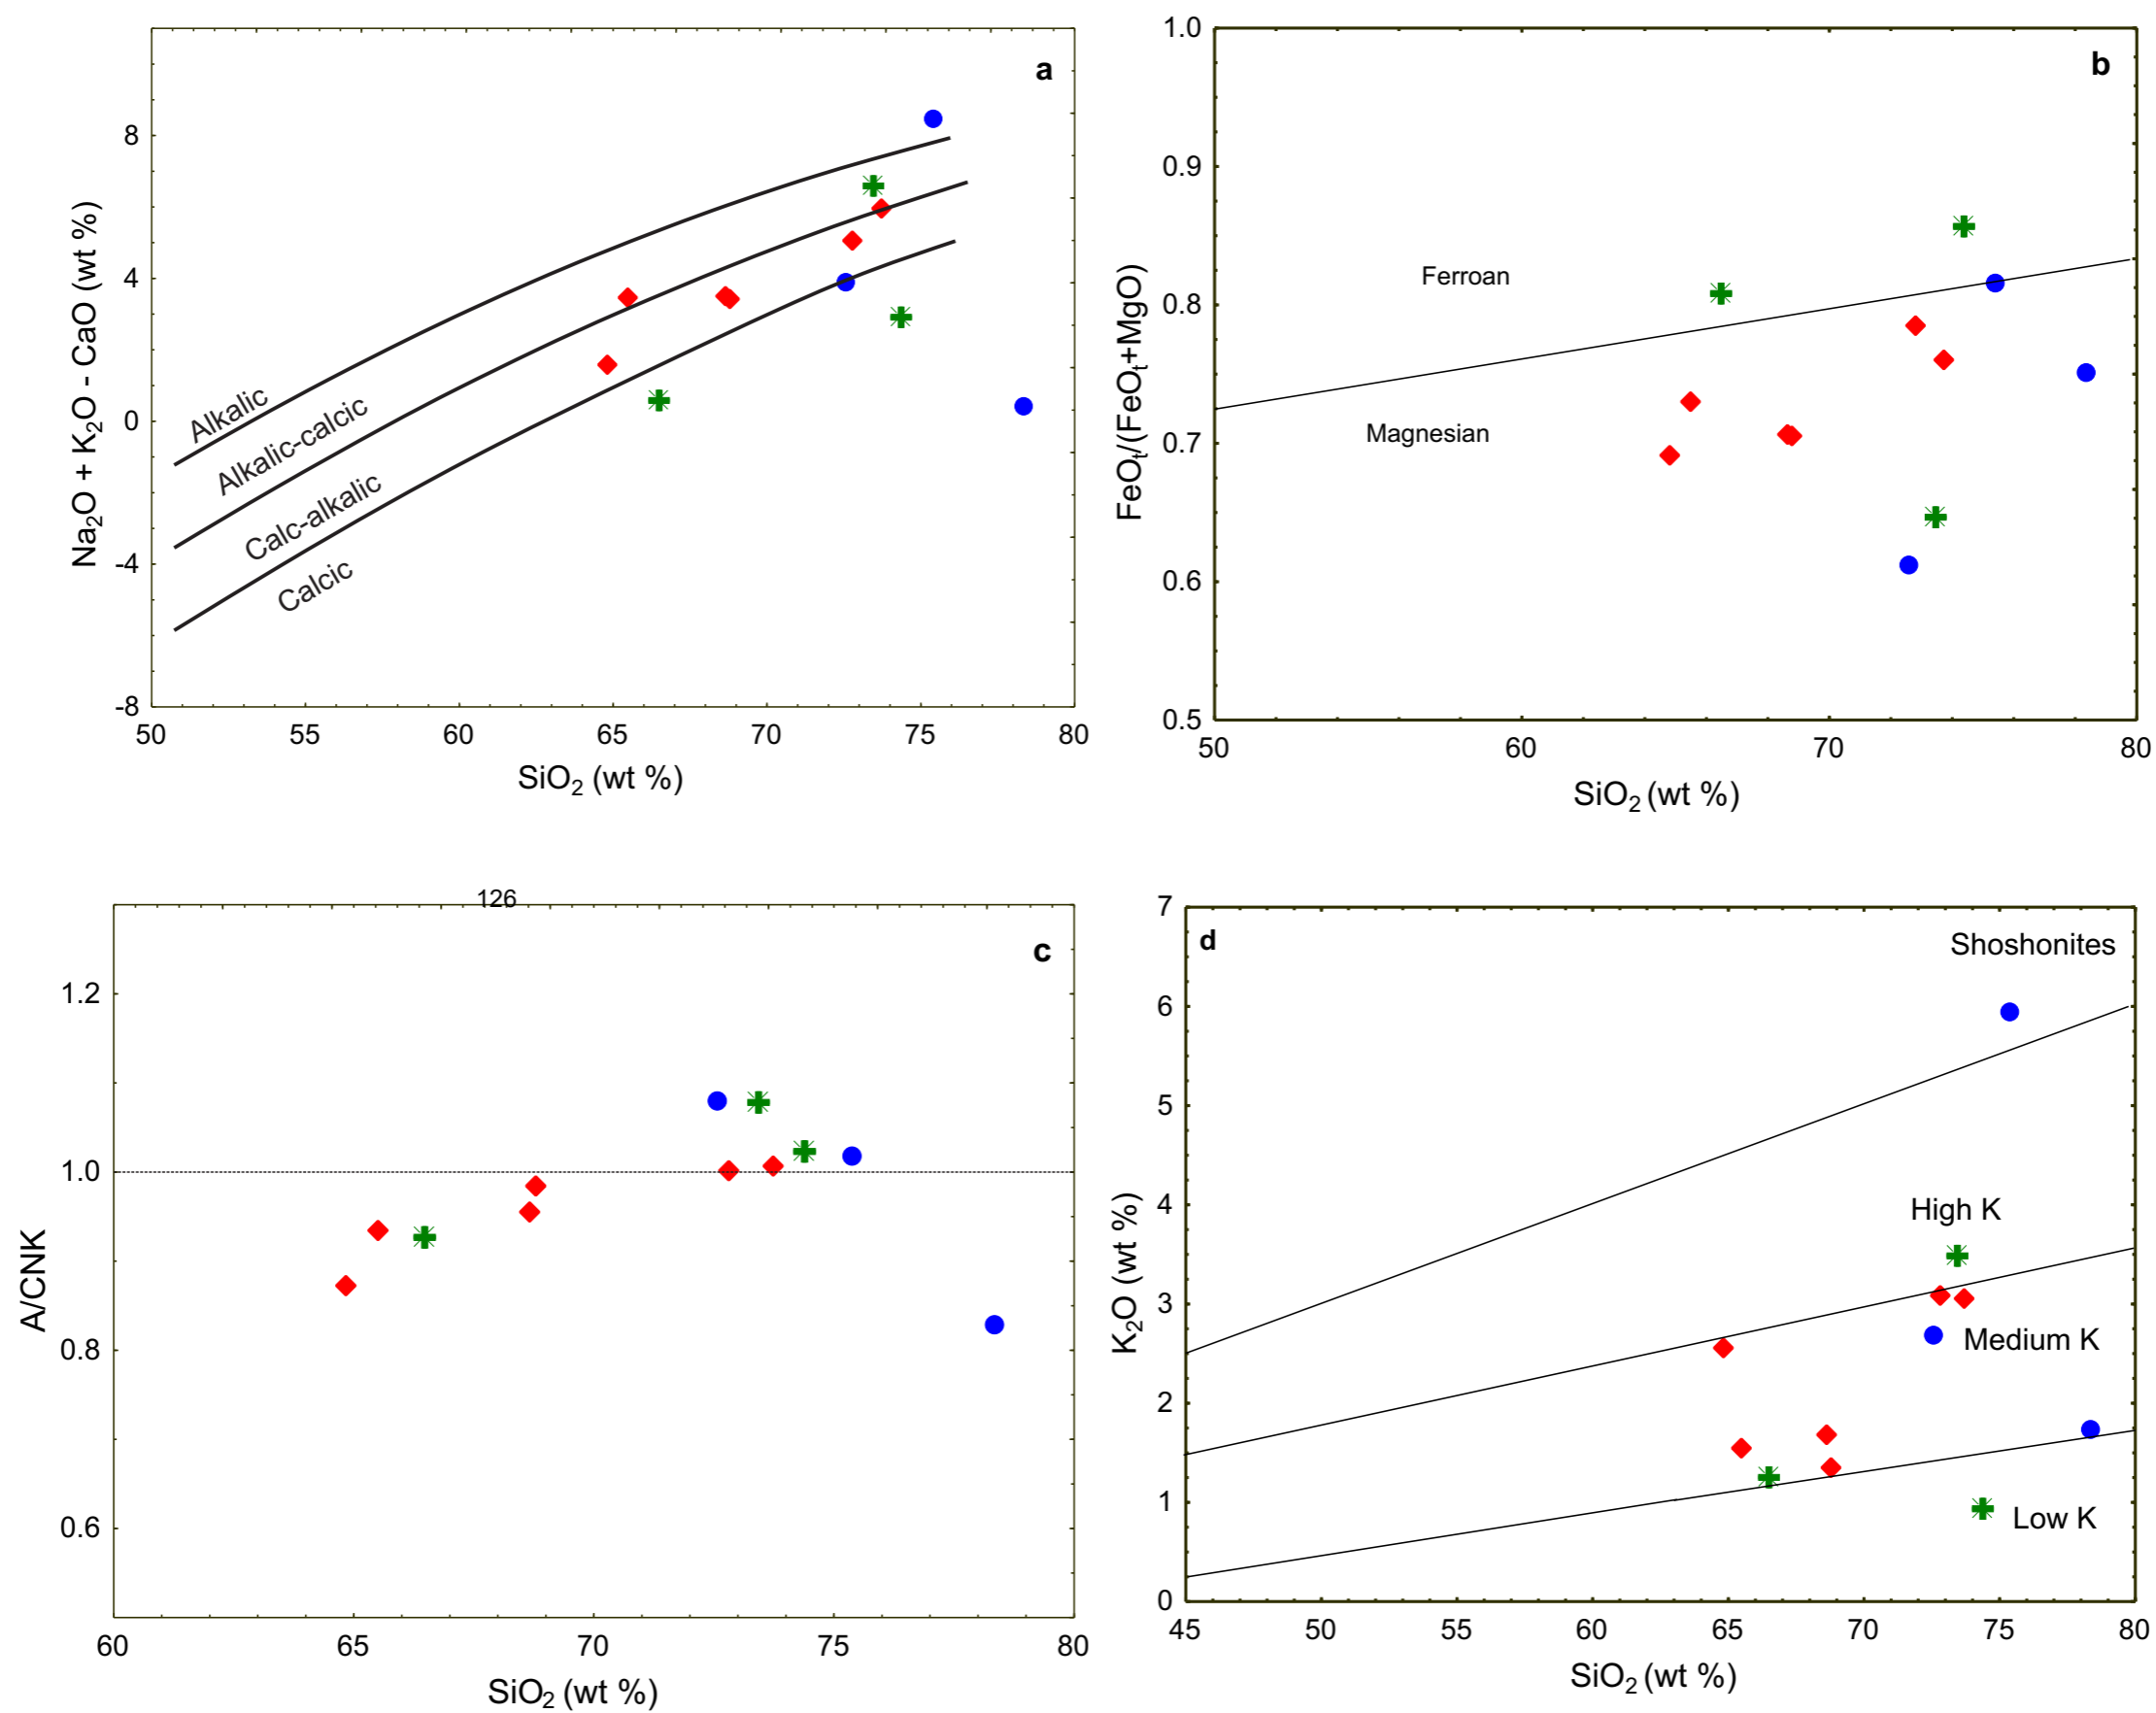 a
8
4
0
-4
-8
50
55
60
65
70
75
80
Na₂O + K₂O - CaO (wt %)
Alkalic
Alkalic-calcic
Calc-alkalic
Calcic
SiO₂ (wt %)
b
1.0
0.9
0.8
0.7
0.6
0.5
50
60
70
80
FeOₜ/(FeOₜ+MgO)
Ferroan
Magnesian
SiO₂ (wt %)
126
c
1.2
1.0
0.8
0.6
60
65
70
75
80
A/CNK
SiO₂ (wt %)
d
Shoshonites
7
6
5
4
3
2
1
0
45
50
55
60
65
70
75
80
K₂O (wt %)
High K
Medium K
Low K
SiO₂ (wt %)